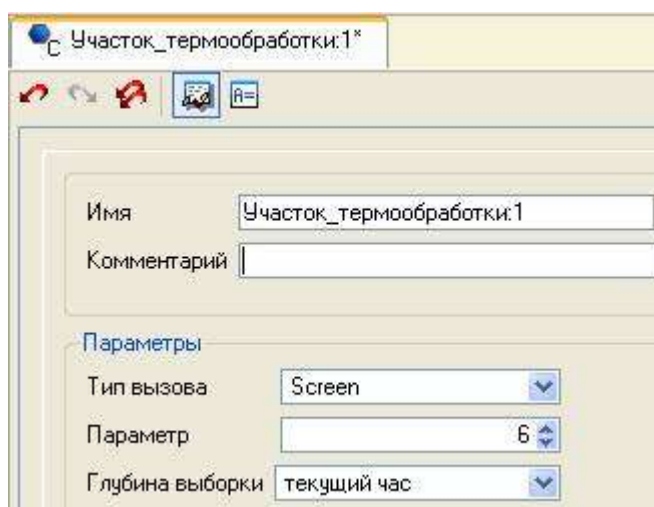 C Участок_термообработки:1*
A=
Имя Участок_термообработки:1
Комментарий
Параметры
Тип вызова Screen
Параметр 6
Глубина выборки текущий час